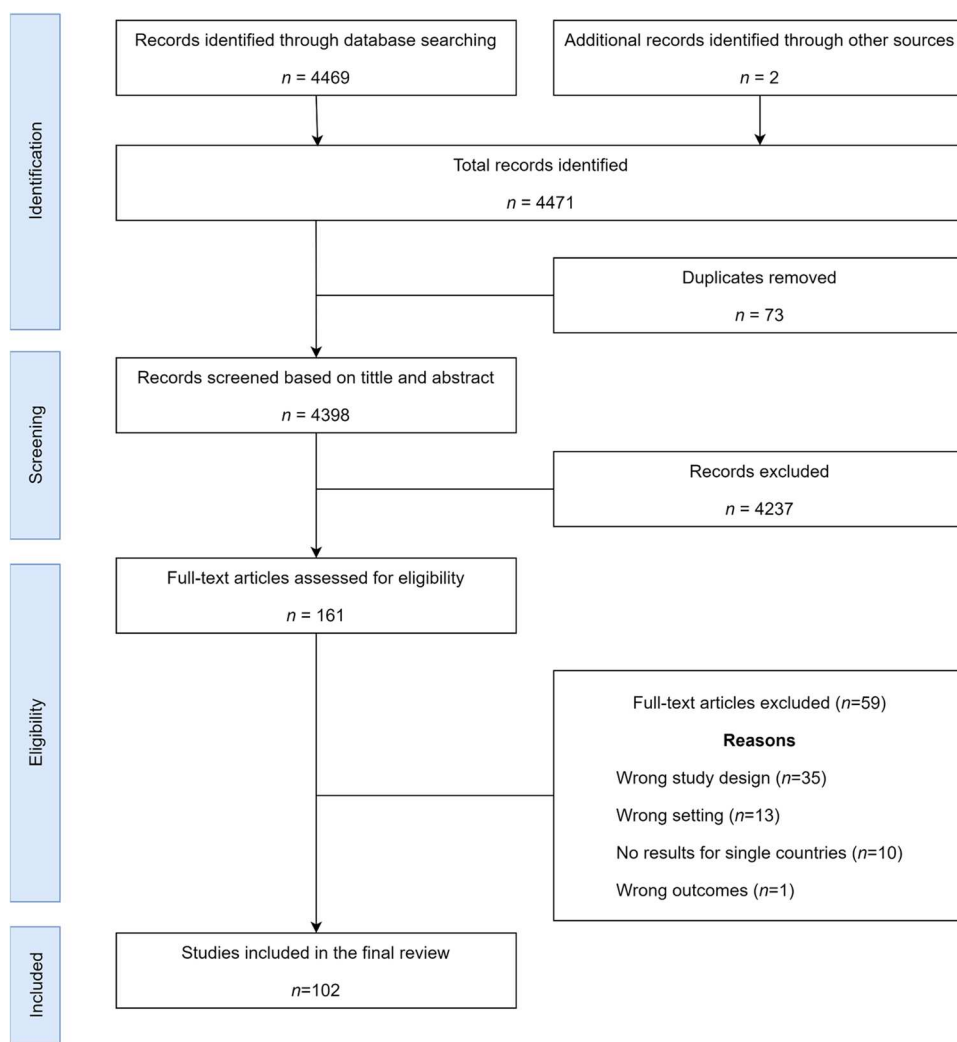 Identification
Records identified through database searching
n = 4469
Additional records identified through other sources
n = 2
Total records identified
n = 4471
Duplicates removed
n = 73
Screening
Records screened based on tittle and abstract
n = 4398
Records excluded
n = 4237
Eligibility
Full-text articles assessed for eligibility
n = 161
Full-text articles excluded (n=59)
Reasons
Wrong study design (n=35)
Wrong setting (n=13)
No results for single countries (n=10)
Wrong outcomes (n=1)
Included
Studies included in the final review
n=102